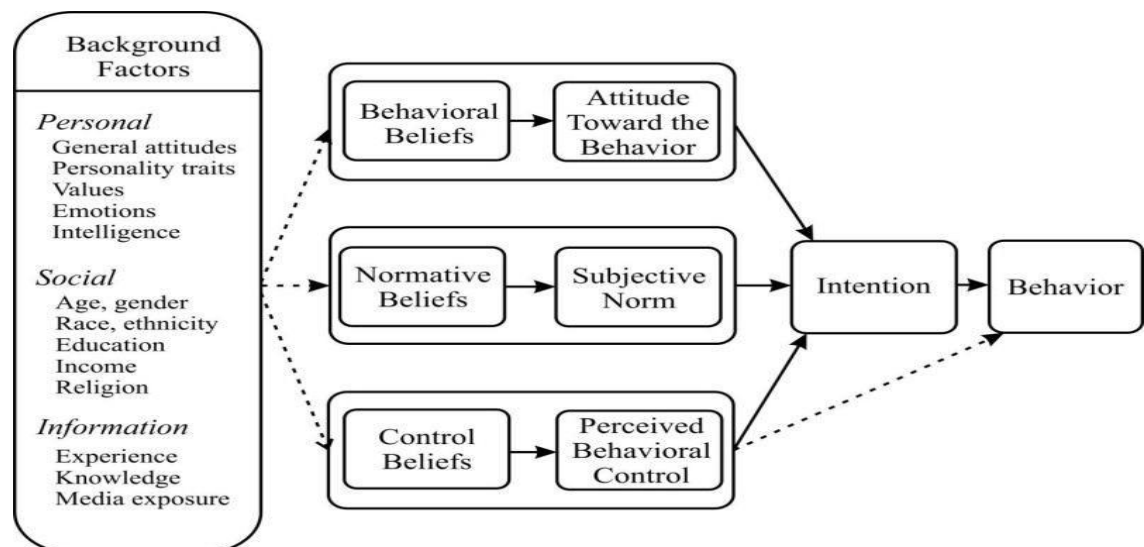 Background
Factors
Personal
General attitudes
Personality traits
Values
Emotions
Intelligence
Social
Age, gender
Race, ethnicity
Education
Income
Religion
Information
Experience
Knowledge
Media exposure
Behavioral
Beliefs
Attitude
Toward the
Behavior
Normative
Beliefs
Subjective
Norm
Control
Beliefs
Perceived
Behavioral
Control
Intention
Behavior